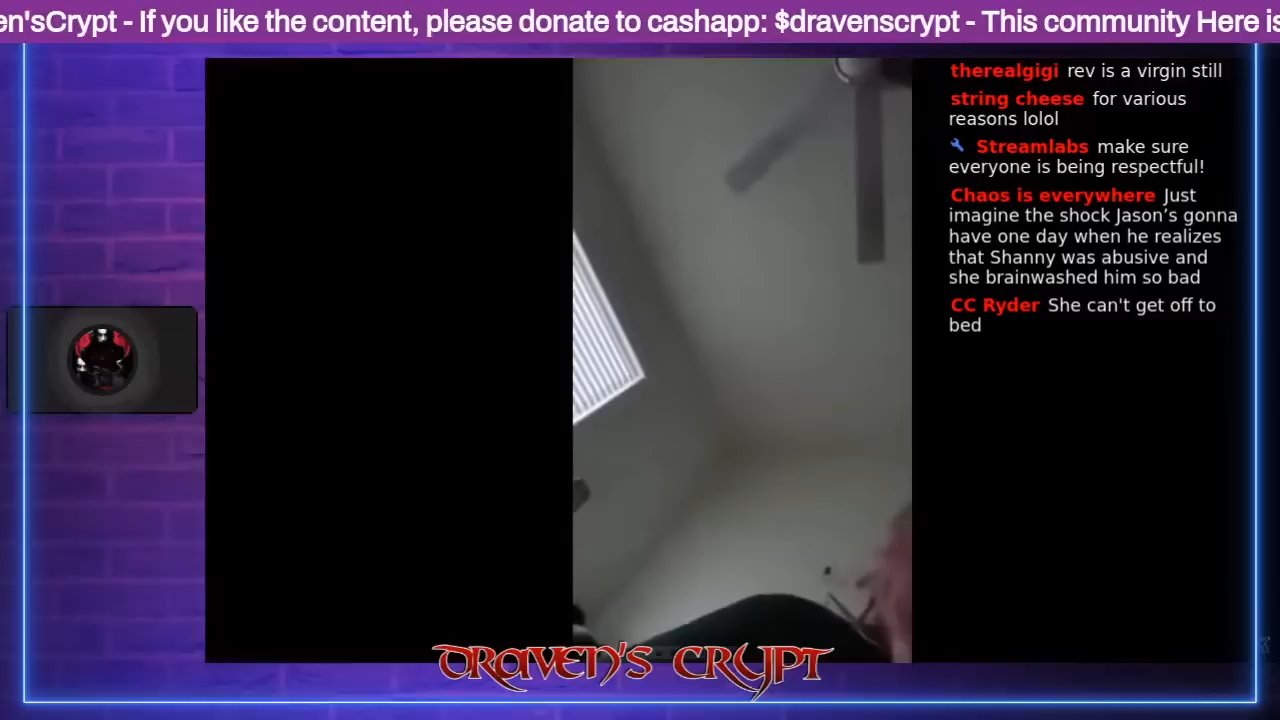 en'sCrypt - If you like the content, please donate to cashapp: $dravenscrypt - This community Here is
therealgigi rev is a virgin still
string cheese for various
reasons lolol
Streamlabs make sure
everyone is being respectful!
Chaos is everywhere Just
imagine the shock Jason’s gonna
have one day when he realizes
that Shanny was abusive and
she brainwashed him so bad
CC Ryder She can't get off to
bed
DRAVEN'S CRYPT